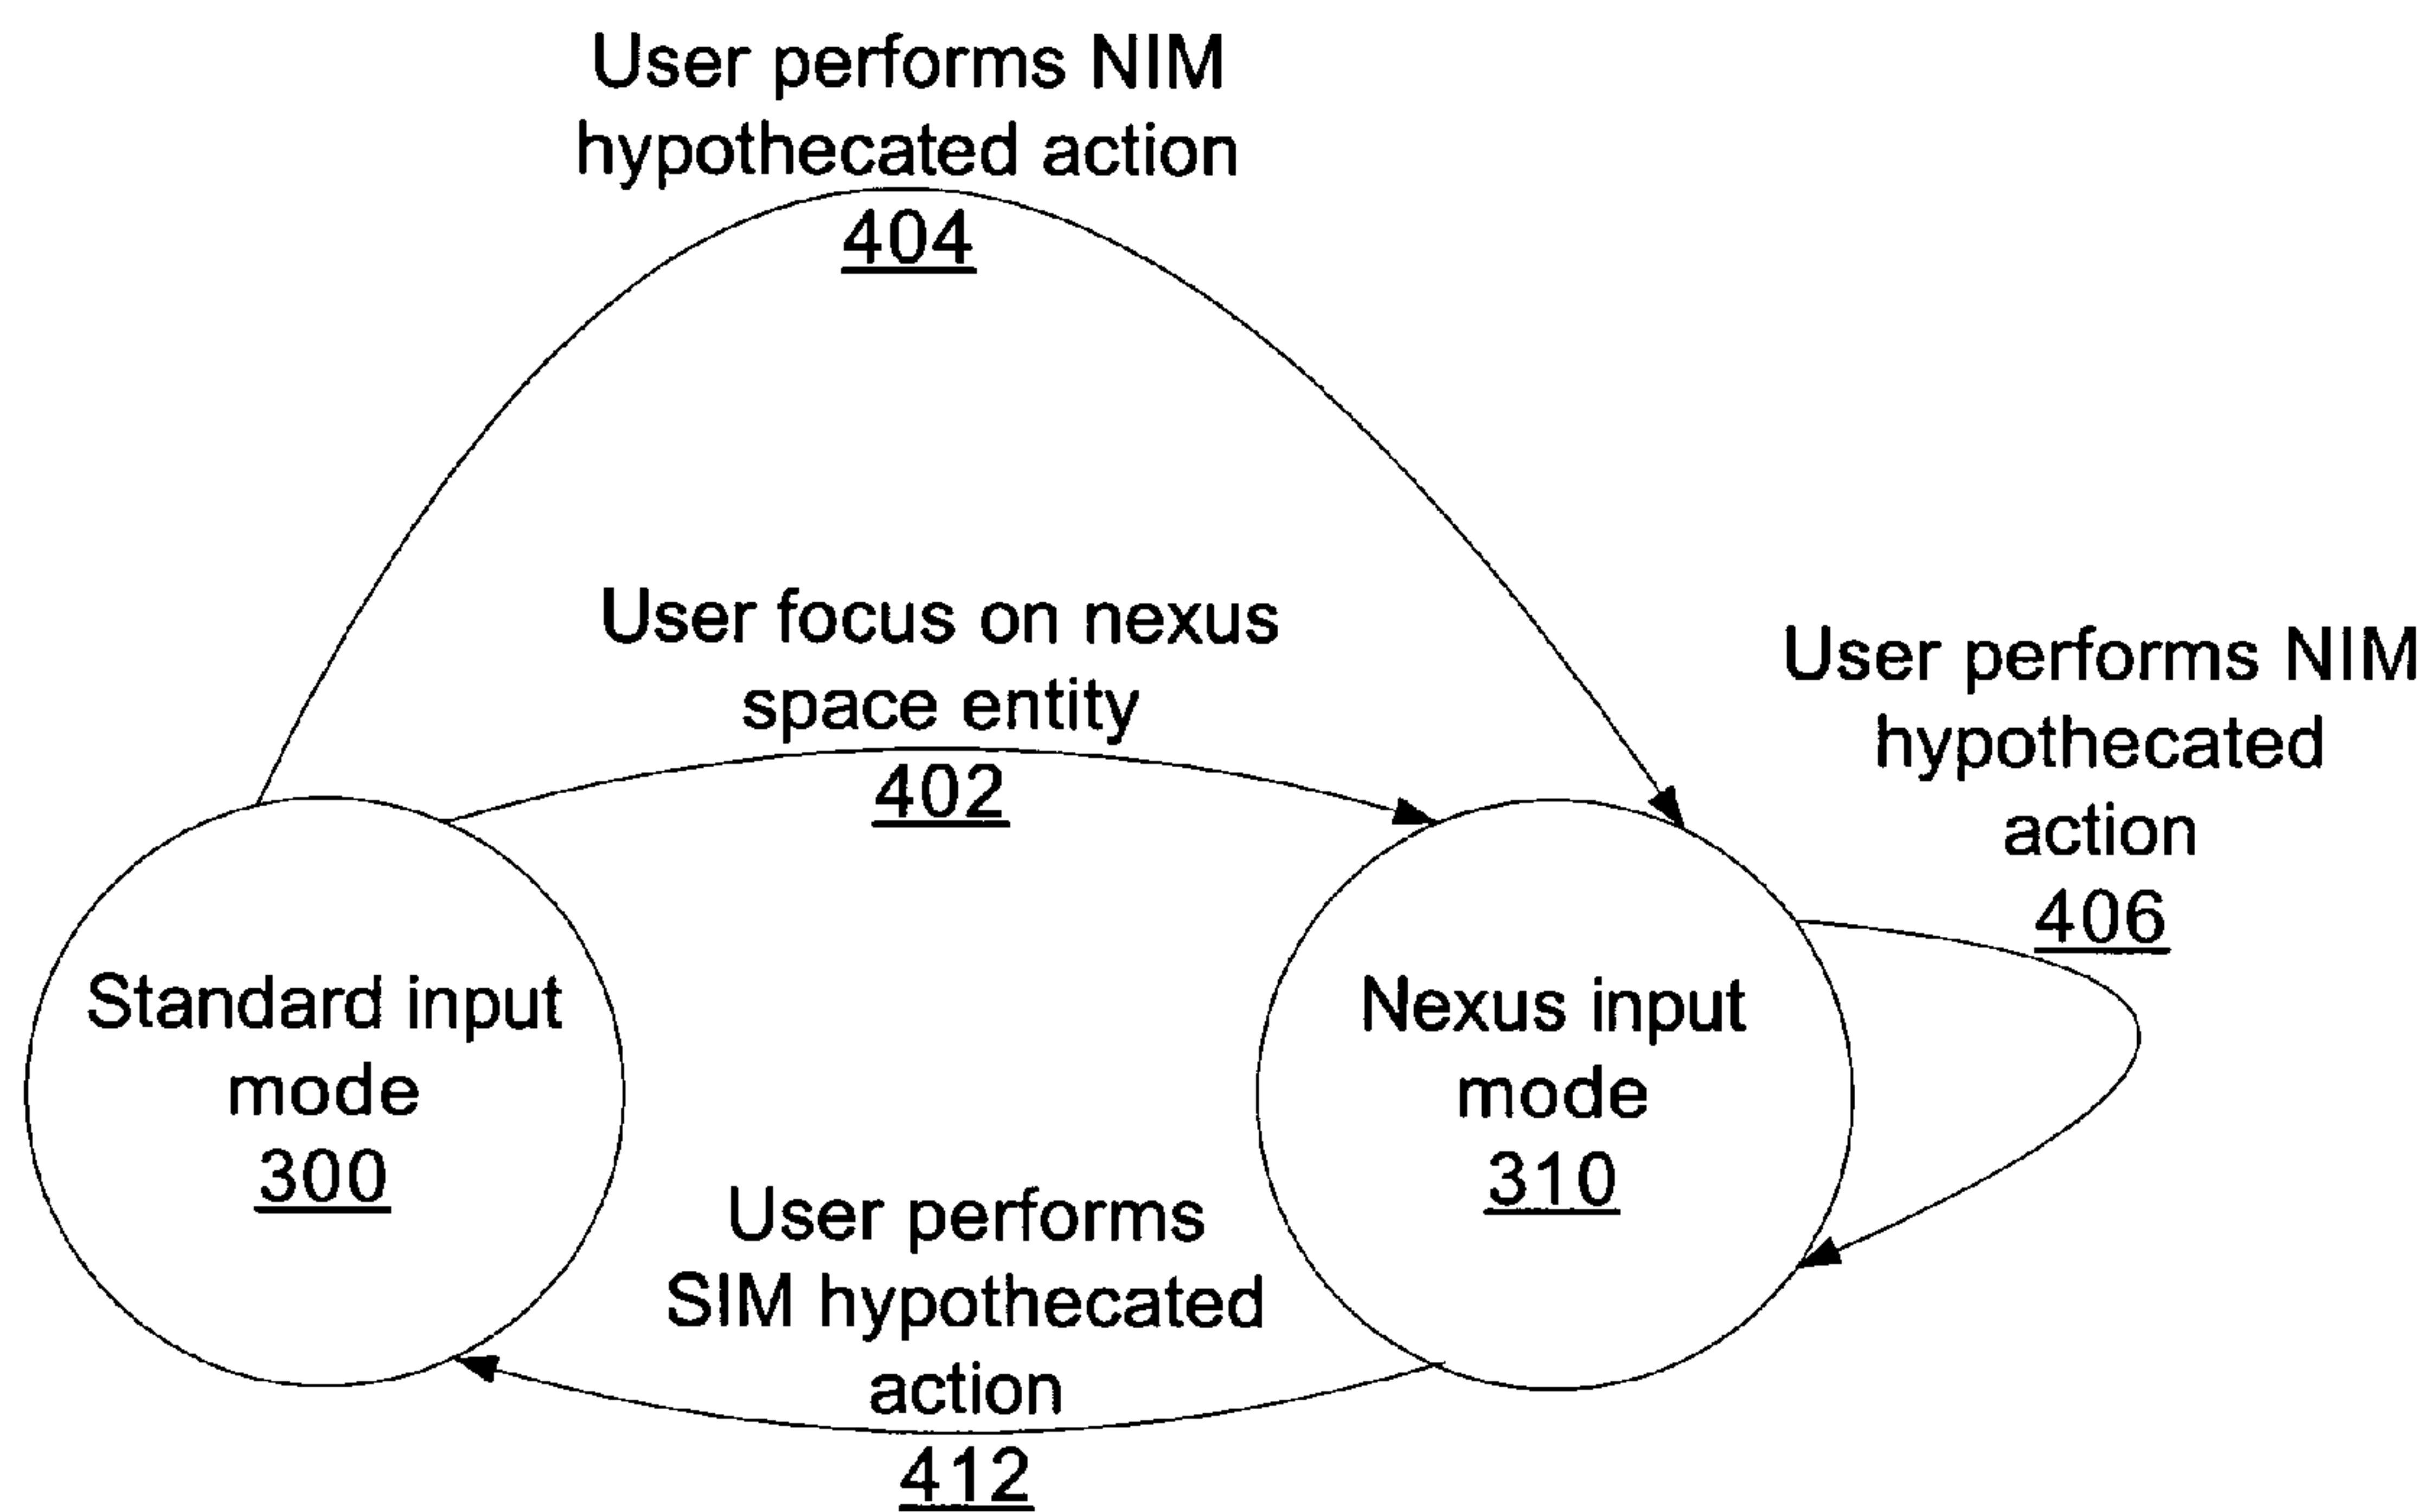 User performs NIM
hypothecated action
404
User focus on nexus
space entity
402
User performs NIM
hypothecated
action
406
Standard input
mode
300
Nexus input
mode
310
User performs
SIM hypothecated
action
412